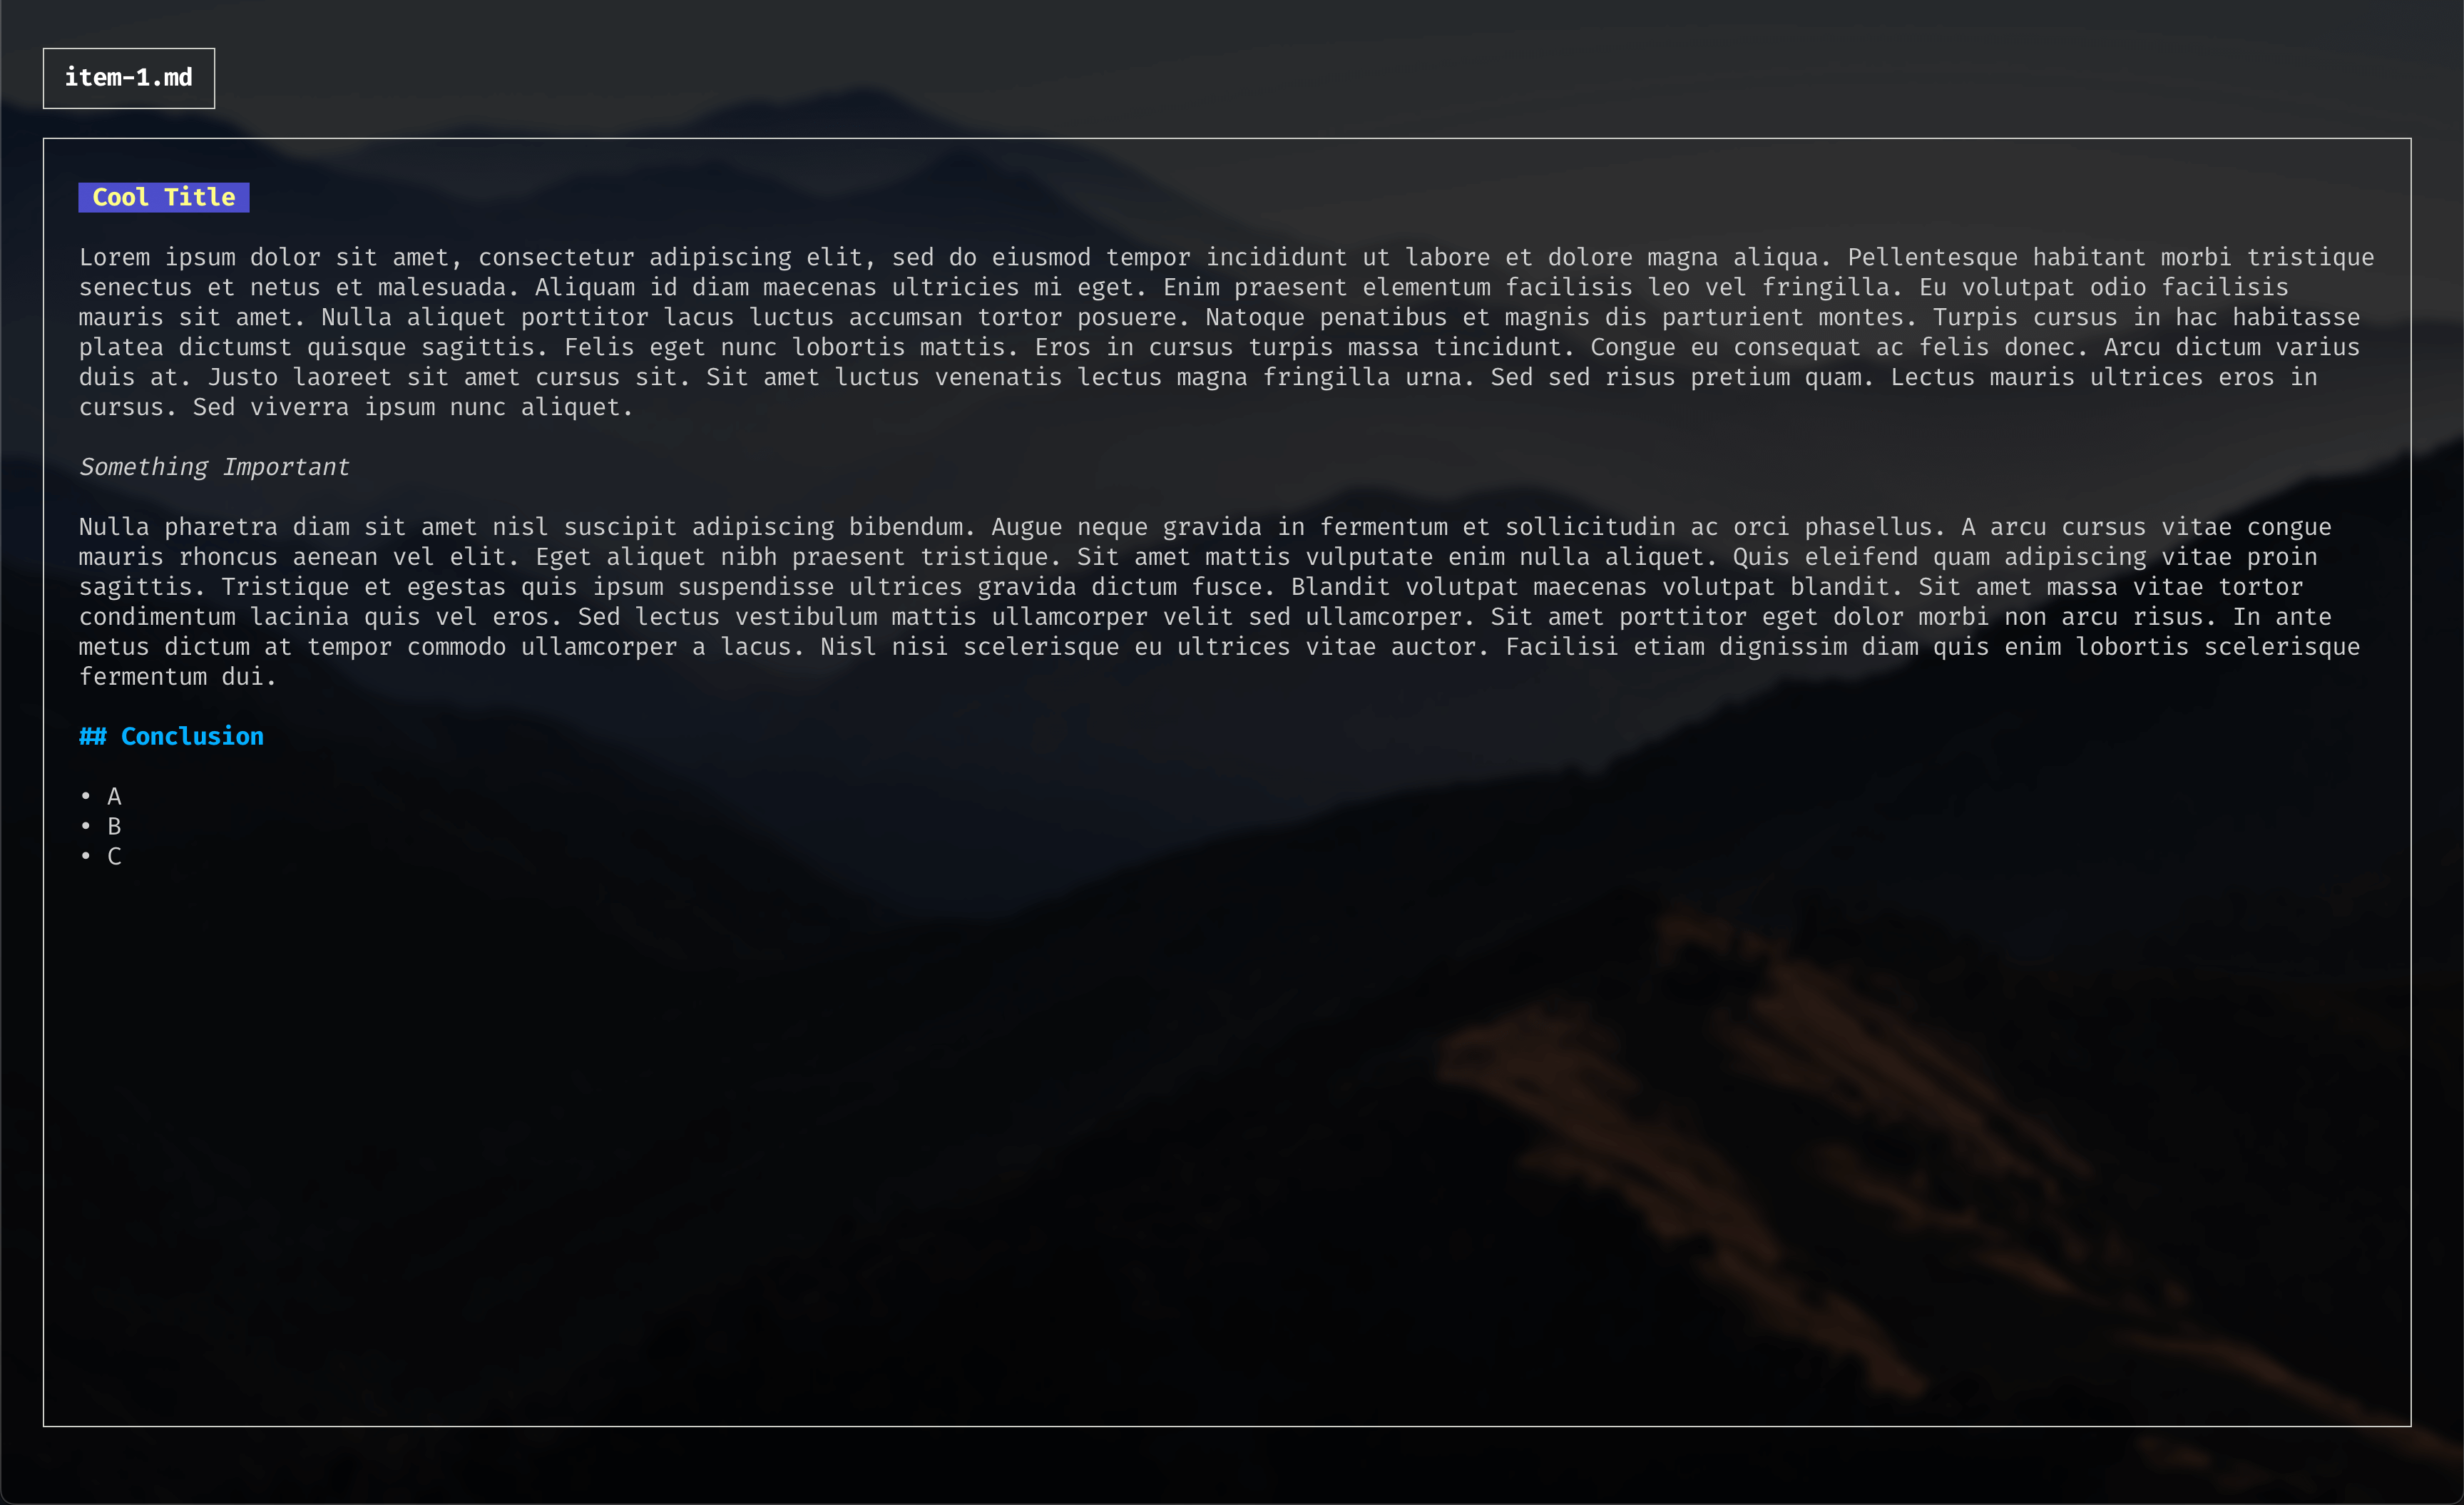 item-1.md
Cool Title
Lorem ipsum dolor sit amet, consectetur adipiscing elit, sed do eiusmod tempor incididunt ut labore et dolore magna aliqua. Pellentesque habitant morbi tristique
senectus et netus et malesuada. Aliquam id diam maecenas ultricies mi eget. Enim praesent elementum facilisis leo vel fringilla. Eu volutpat odio facilisis
mauris sit amet. Nulla aliquet porttitor lacus luctus accumsan tortor posuere. Natoque penatibus et magnis dis parturient montes. Turpis cursus in hac habitasse
platea dictumst quisque sagittis. Felis eget nunc lobortis mattis. Eros in cursus turpis massa tincidunt. Congue eu consequat ac felis donec. Arcu dictum varius
duis at. Justo laoreet sit amet cursus sit. Sit amet luctus venenatis lectus magna fringilla urna. Sed sed risus pretium quam. Lectus mauris ultrices eros in
cursus. Sed viverra ipsum nunc aliquet.
Something Important
Nulla pharetra diam sit amet nisl suscipit adipiscing bibendum. Augue neque gravida in fermentum et sollicitudin ac orci phasellus. A arcu cursus vitae congue
mauris rhoncus aenean vel elit. Eget aliquet nibh praesent tristique. Sit amet mattis vulputate enim nulla aliquet. Quis eleifend quam adipiscing vitae proin
sagittis. Tristique et egestas quis ipsum suspendisse ultrices gravida dictum fusce. Blandit volutpat maecenas volutpat blandit. Sit amet massa vitae tortor
condimentum lacinia quis vel eros. Sed lectus vestibulum mattis ullamcorper velit sed ullamcorper. Sit amet porttitor eget dolor morbi non arcu risus. In ante
metus dictum at tempor commodo ullamcorper a lacus. Nisl nisi scelerisque eu ultrices vitae auctor. Facilisi etiam dignissim diam quis enim lobortis scelerisque
fermentum dui.
## Conclusion
• A
• B
• C